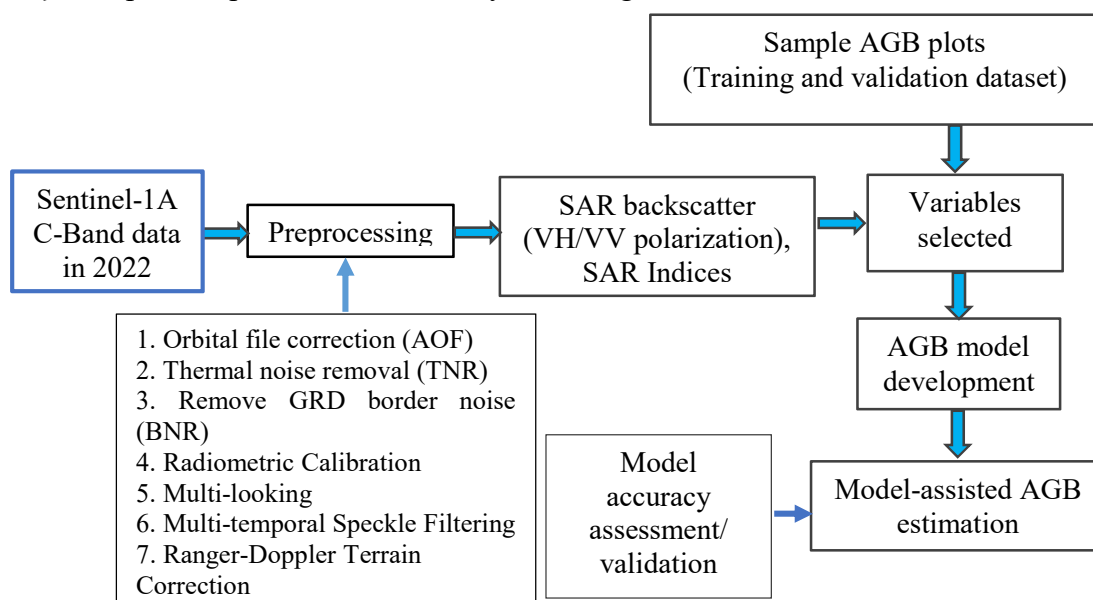 Sample AGB plots
(Training and validation dataset)
Sentinel-1A
C-Band data
in 2022
Preprocessing
SAR backscatter
(VH/VV polarization),
SAR Indices
Variables
selected
1. Orbital file correction (AOF)
2. Thermal noise removal (TNR)
3. Remove GRD border noise
(BNR)
4. Radiometric Calibration
5. Multi-looking
6. Multi-temporal Speckle Filtering
7. Ranger-Doppler Terrain
Correction
AGB model
development
Model
accuracy
assessment/
validation
Model-assisted AGB
estimation